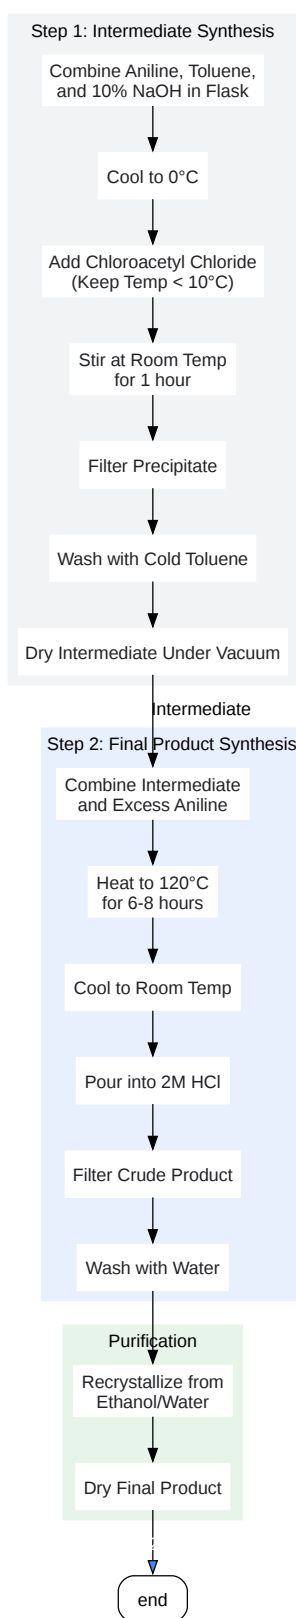 Step 1: Intermediate Synthesis
Combine Aniline, Toluene,
and 10% NaOH in Flask
Cool to 0°C
Add Chloroacetyl Chloride
(Keep Temp < 10°C)
Stir at Room Temp
for 1 hour
Filter Precipitate
Wash with Cold Toluene
Dry Intermediate Under Vacuum
Intermediate
Step 2: Final Product Synthesis
Combine Intermediate
and Excess Aniline
Heat to 120°C
for 6-8 hours
Cool to Room Temp
Pour into 2M HCl
Filter Crude Product
Wash with Water
Purification
Recrystallize from
Ethanol/Water
Dry Final Product
end